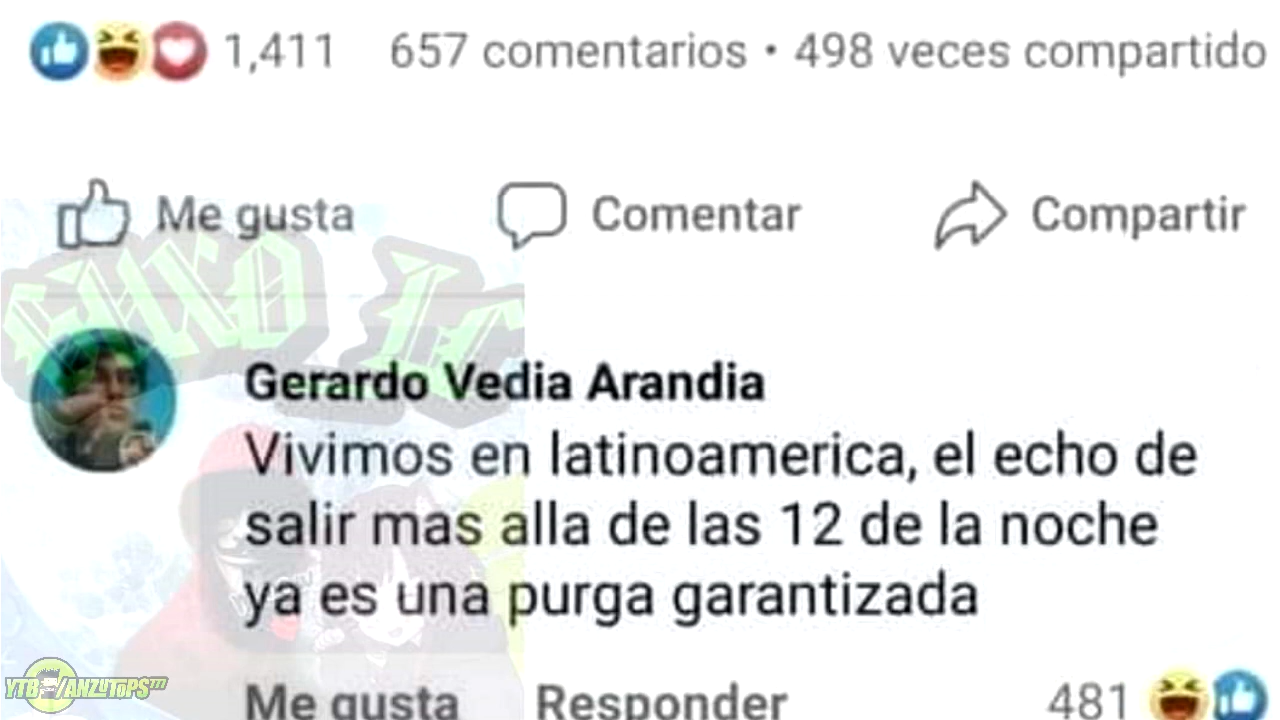 1,411 657 comentarios • 498 veces compartido
Me gusta Comentar Compartir
Gerardo Vedia Arandia
Vivimos en latinoamerica, el echo de
salir mas alla de las 12 de la noche
ya es una purga garantizada
Me gusta Responder 481